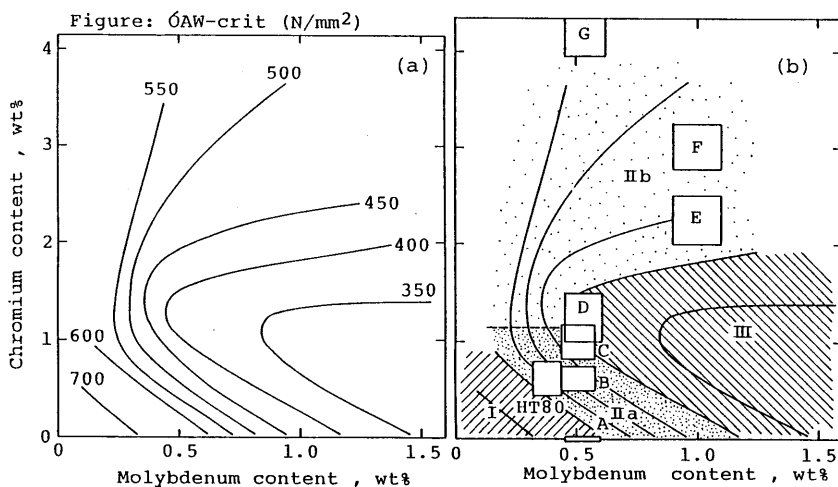 Figure: ÓAW-crit (N/mm2)
(a)
4
3
2
1
0
Chromium content , wt%
550
500
450
400
350
600
700
0
0.5
1.0
1.5
Molybdenum content , wt%
(b)
G
F
IIb
E
D
III
C
B
HT80
I
IIa
A
0
0.5
1.0
1.5
Molybdenum content , wt%